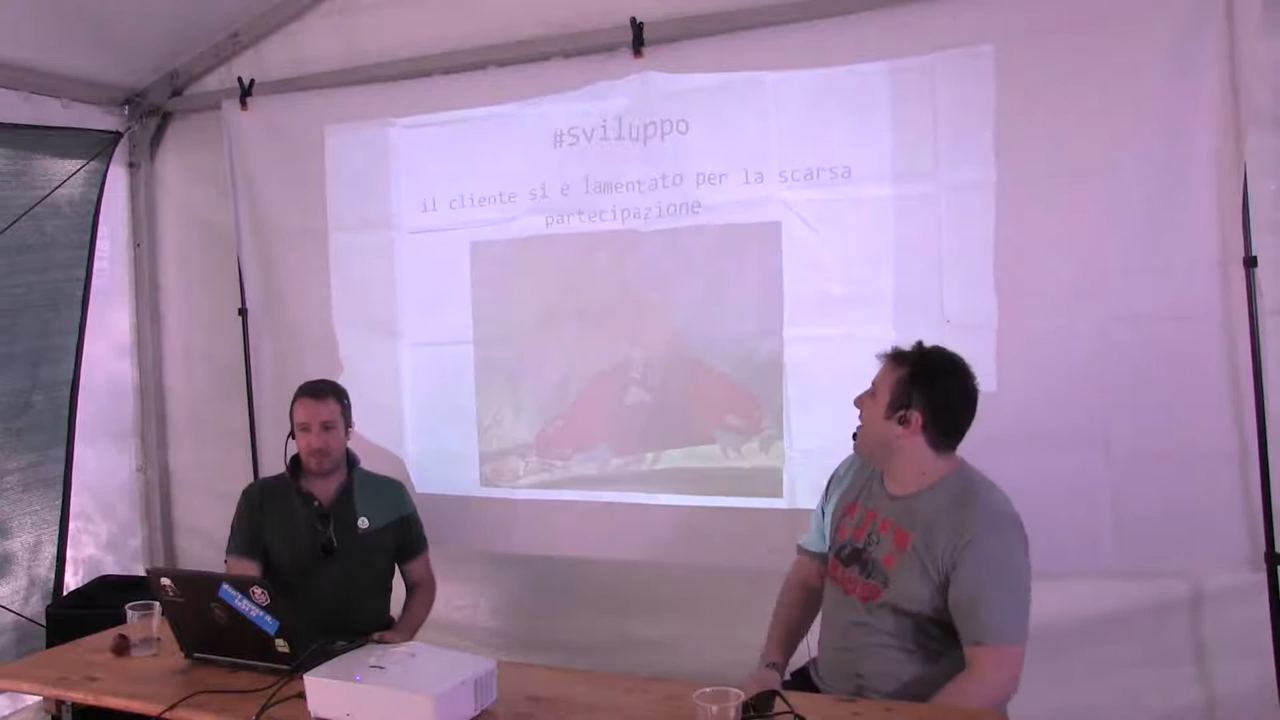 #sviluppo
il cliente si è lamentato per la scarsa
partecipazione